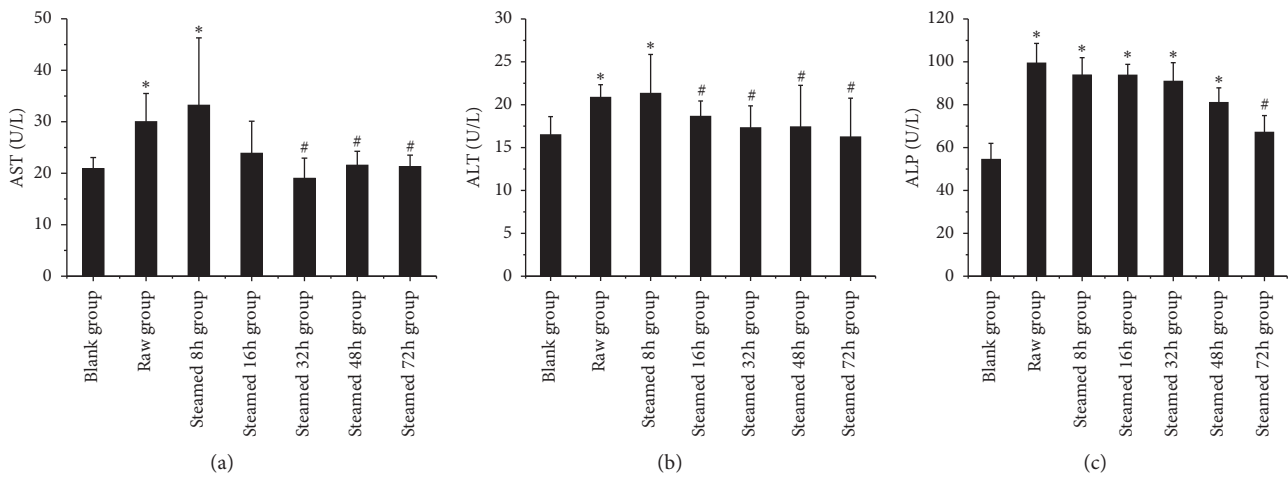 50
40
30
20
10
0
AST (U/L)
*
*
#
#
#
Blank group
Raw group
Steamed 8h group
Steamed 16h group
Steamed 32h group
Steamed 48h group
Steamed 72h group
(a)
30
25
20
15
10
5
0
ALT (U/L)
*
*
#
#
#
#
Blank group
Raw group
Steamed 8h group
Steamed 16h group
Steamed 32h group
Steamed 48h group
Steamed 72h group
(b)
120
100
80
60
40
20
0
ALP (U/L)
*
*
*
*
*
#
Blank group
Raw group
Steamed 8h group
Steamed 16h group
Steamed 32h group
Steamed 48h group
Steamed 72h group
(c)